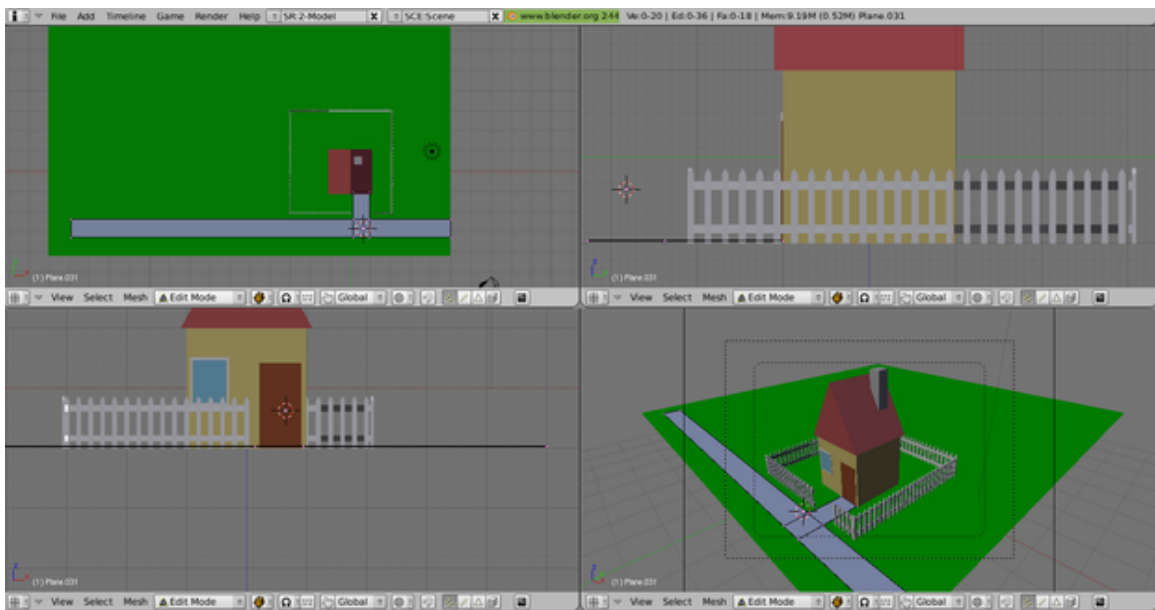 File Add Timeline Game Render Help SR:2-Model X SCE:Scene X www.blender.org 244 Ve:0-20 | Ed:0-36 | Fa:0-18 | Mem:9.19M (0.52M) Plane.031
(1) Plane.031
(1) Plane.031
View Select Mesh Edit Mode Global
View Select Mesh Edit Mode Global
(1) Plane.031
(1) Plane.031
View Select Mesh Edit Mode Global
View Select Mesh Edit Mode Global